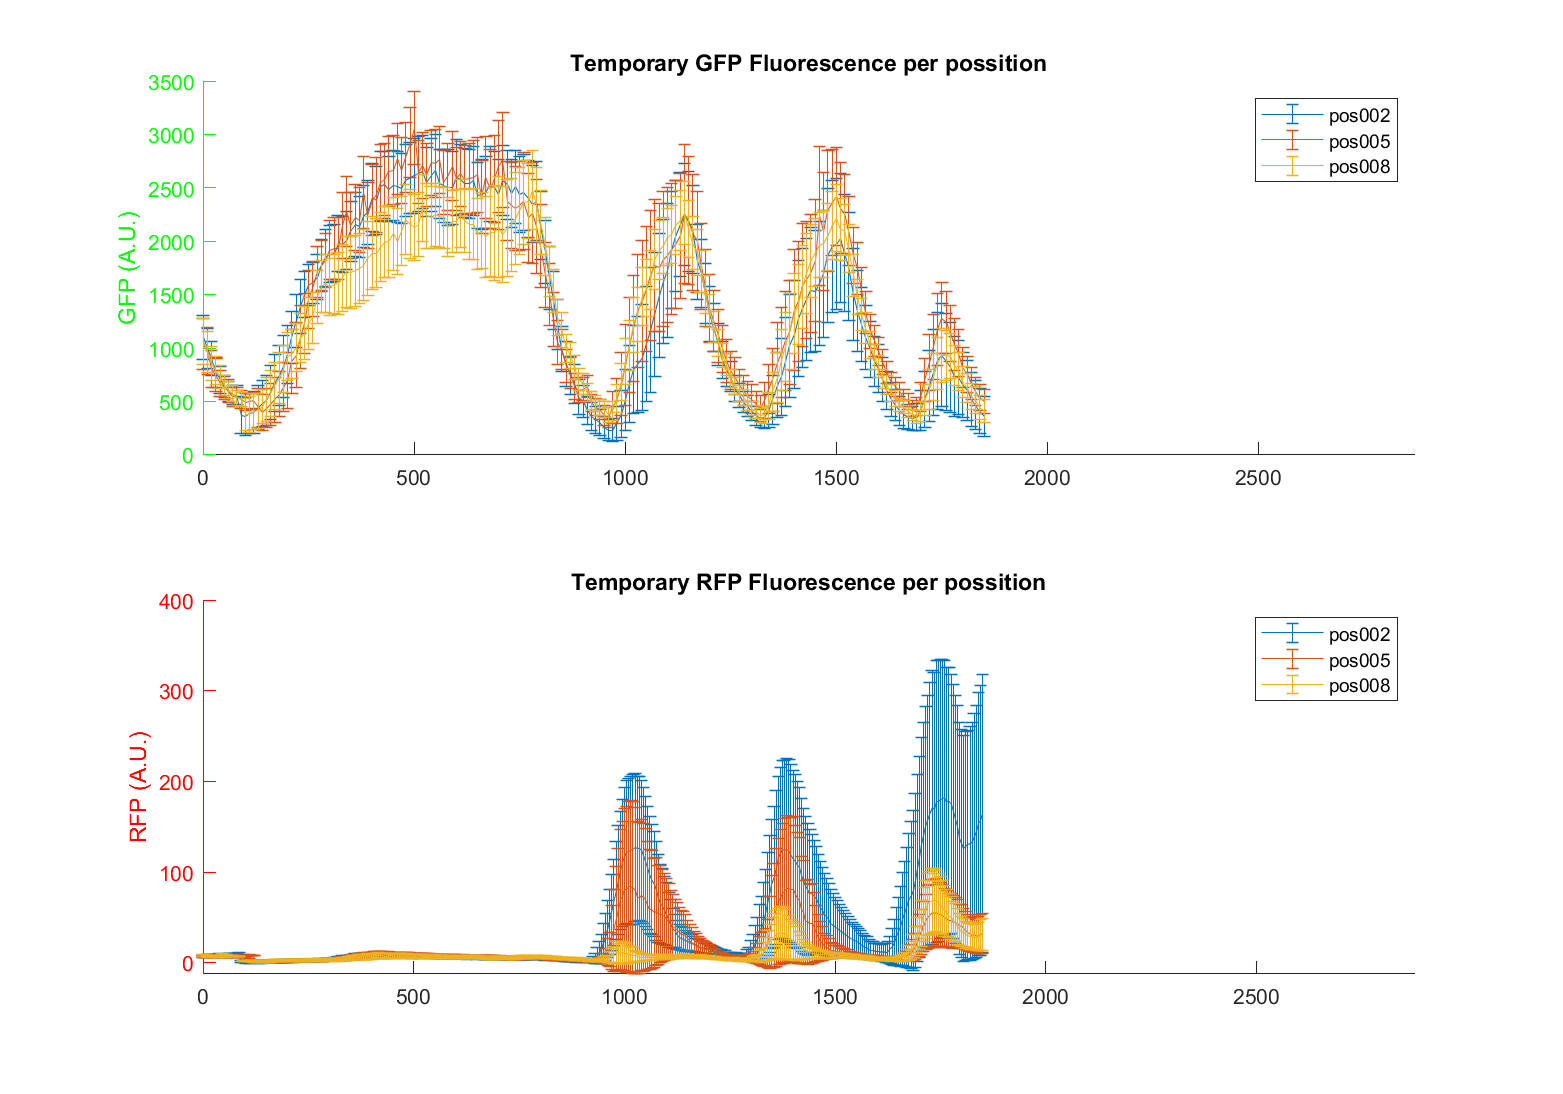 Temporary GFP Fluorescence per possition
GFP (A.U.)
3500
3000
2500
2000
1500
1000
500
0
0 500 1000 1500 2000 2500
pos002
pos005
pos008
Temporary RFP Fluorescence per possition
RFP (A.U.)
400
300
200
100
0
0 500 1000 1500 2000 2500
pos002
pos005
pos008